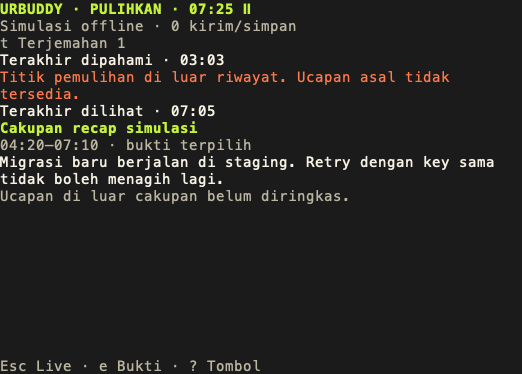 URBUDDY · PULIHKAN · 07:25 ⏸
Simulasi offline · 0 kirim/simpan
t Terjemahan 1
Terakhir dipahami · 03:03
Titik pemulihan di luar riwayat. Ucapan asal tidak
tersedia.
Terakhir dilihat · 07:05
Cakupan recap simulasi
04:20–07:10 · bukti terpilih
Migrasi baru berjalan di staging. Retry dengan key sama
tidak boleh menagih lagi.
Ucapan di luar cakupan belum diringkas.
Esc Live · e Bukti · ? Tombol